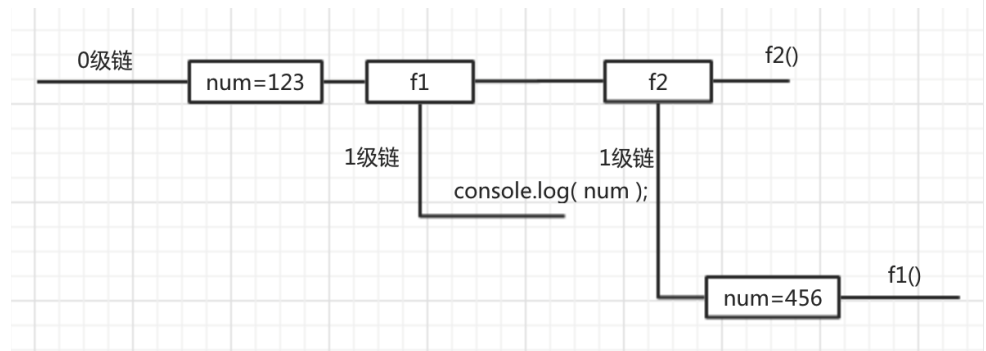 0级链
num=123
f1
f2
f2()
1级链
1级链
console.log( num );
num=456
f1()